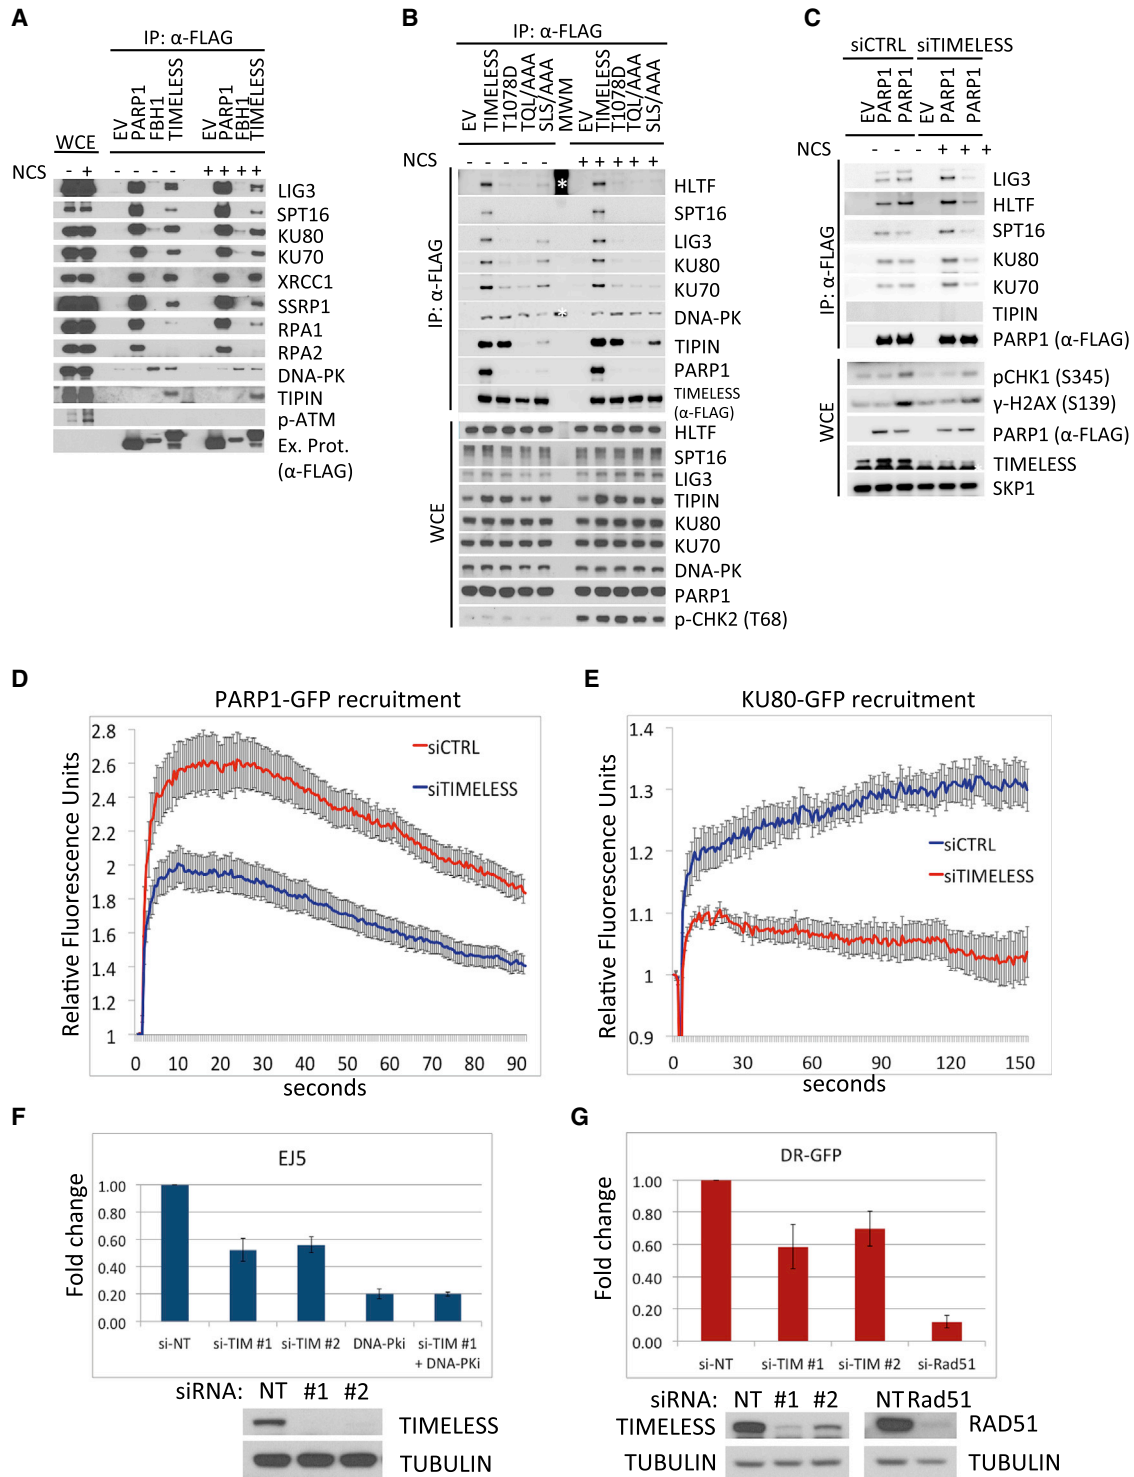 A
IP: α-FLAG
WCE
EV
PARP1
FBH1
TIMELESS
EV
PARP1
FBH1
TIMELESS
NCS - + - - - - + + + +
LIG3
SPT16
KU80
KU70
XRCC1
SSRP1
RPA1
RPA2
DNA-PK
TIPIN
p-ATM
Ex. Prot.
(α-FLAG)
B
IP: α-FLAG
EV
TIMELESS
T1078D
TQL/AAA
SLS/AAA
MWM
EV
TIMELESS
T1078D
TQL/AAA
SLS/AAA
NCS - - - - - + + + + +
IP: α-FLAG
*
HLTF
SPT16
LIG3
KU80
KU70
*
DNA-PK
TIPIN
PARP1
TIMELESS
(α-FLAG)
WCE
HLTF
SPT16
LIG3
TIPIN
KU80
KU70
DNA-PK
PARP1
p-CHK2 (T68)
C
siCTRL siTIMELESS
EV
PARP1
PARP1
EV
PARP1
PARP1
NCS - - + - + +
IP: α-FLAG
LIG3
HLTF
SPT16
KU80
KU70
TIPIN
PARP1 (α-FLAG)
WCE
pCHK1 (S345)
γ-H2AX (S139)
PARP1 (α-FLAG)
TIMELESS
SKP1
D
PARP1-GFP recruitment
Relative Fluorescence Units
2.8
2.6
2.4
2.2
2
1.8
1.6
1.4
1.2
1
siCTRL
siTIMELESS
0 10 20 30 40 50 60 70 80 90
seconds
E
KU80-GFP recruitment
Relative Fluorescence Units
1.4
1.3
1.2
1.1
1
0.9
siCTRL
siTIMELESS
0 30 60 90 120 150
seconds
F
EJ5
Fold change
1.00
0.80
0.60
0.40
0.20
0.00
si-NT si-TIM #1 si-TIM #2 DNA-Pki si-TIM #1
+ DNA-PKi
siRNA: NT #1 #2
TIMELESS
TUBULIN
G
DR-GFP
Fold change
1.00
0.80
0.60
0.40
0.20
0.00
si-NT si-TIM #1 si-TIM #2 si-Rad51
siRNA: NT #1 #2 NT Rad51
TIMELESS RAD51
TUBULIN TUBULIN